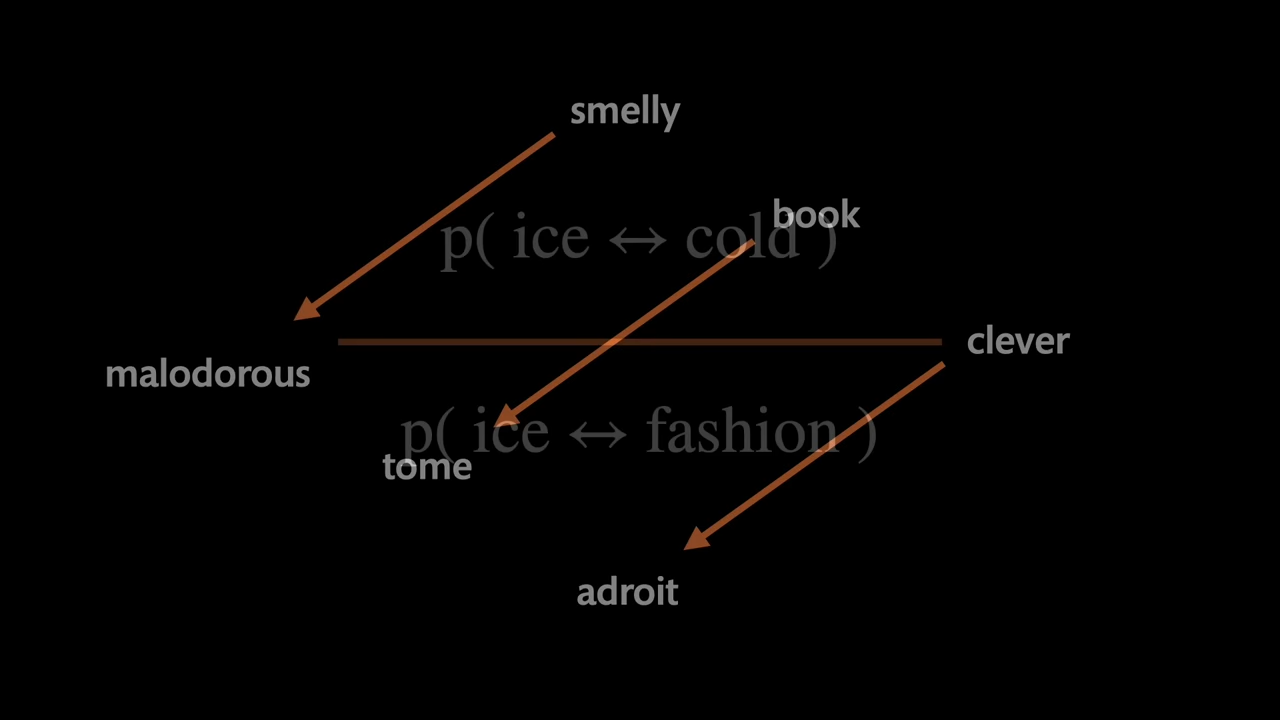 smelly
book
p( ice ↔ cold )
clever
malodorous
p( ice ↔ fashion )
tome
adroit